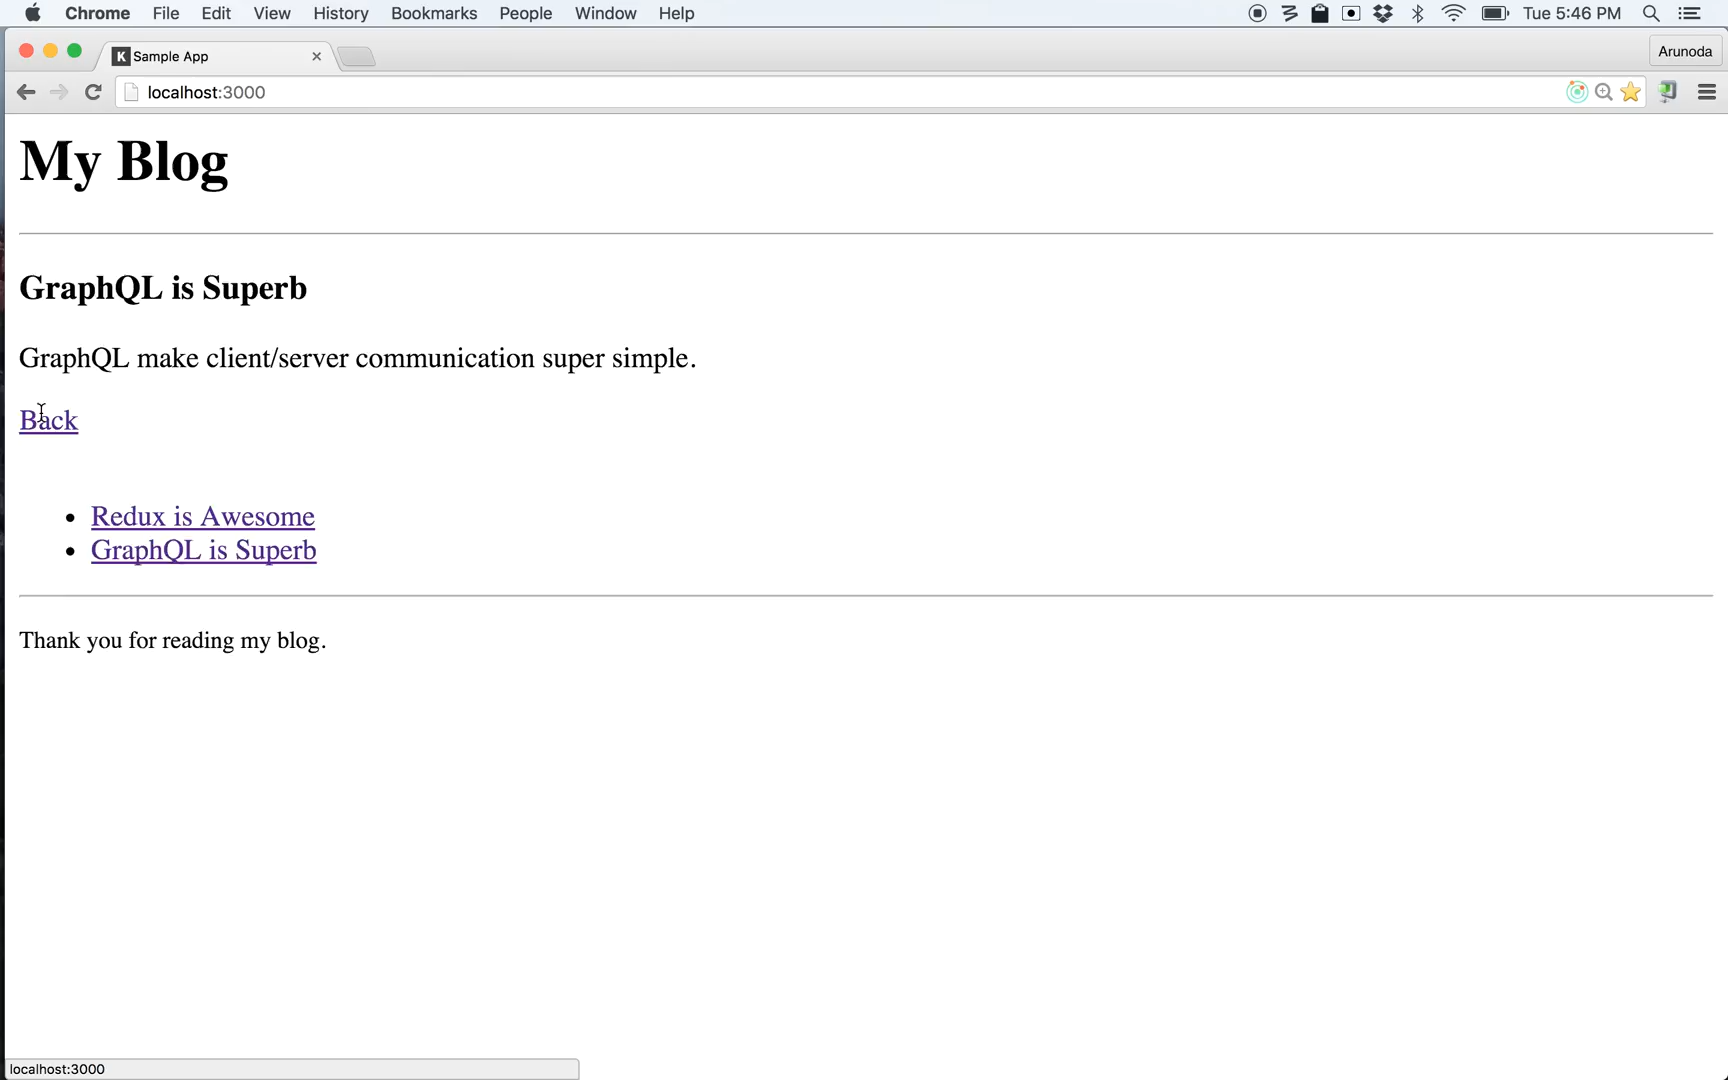 Chrome File Edit View History Bookmarks People Window Help Tue 5:46 PM
K Sample App Arunoda
localhost:3000
My Blog
GraphQL is Superb
GraphQL make client/server communication super simple.
Back
Redux is Awesome
GraphQL is Superb
Thank you for reading my blog.
localhost:3000